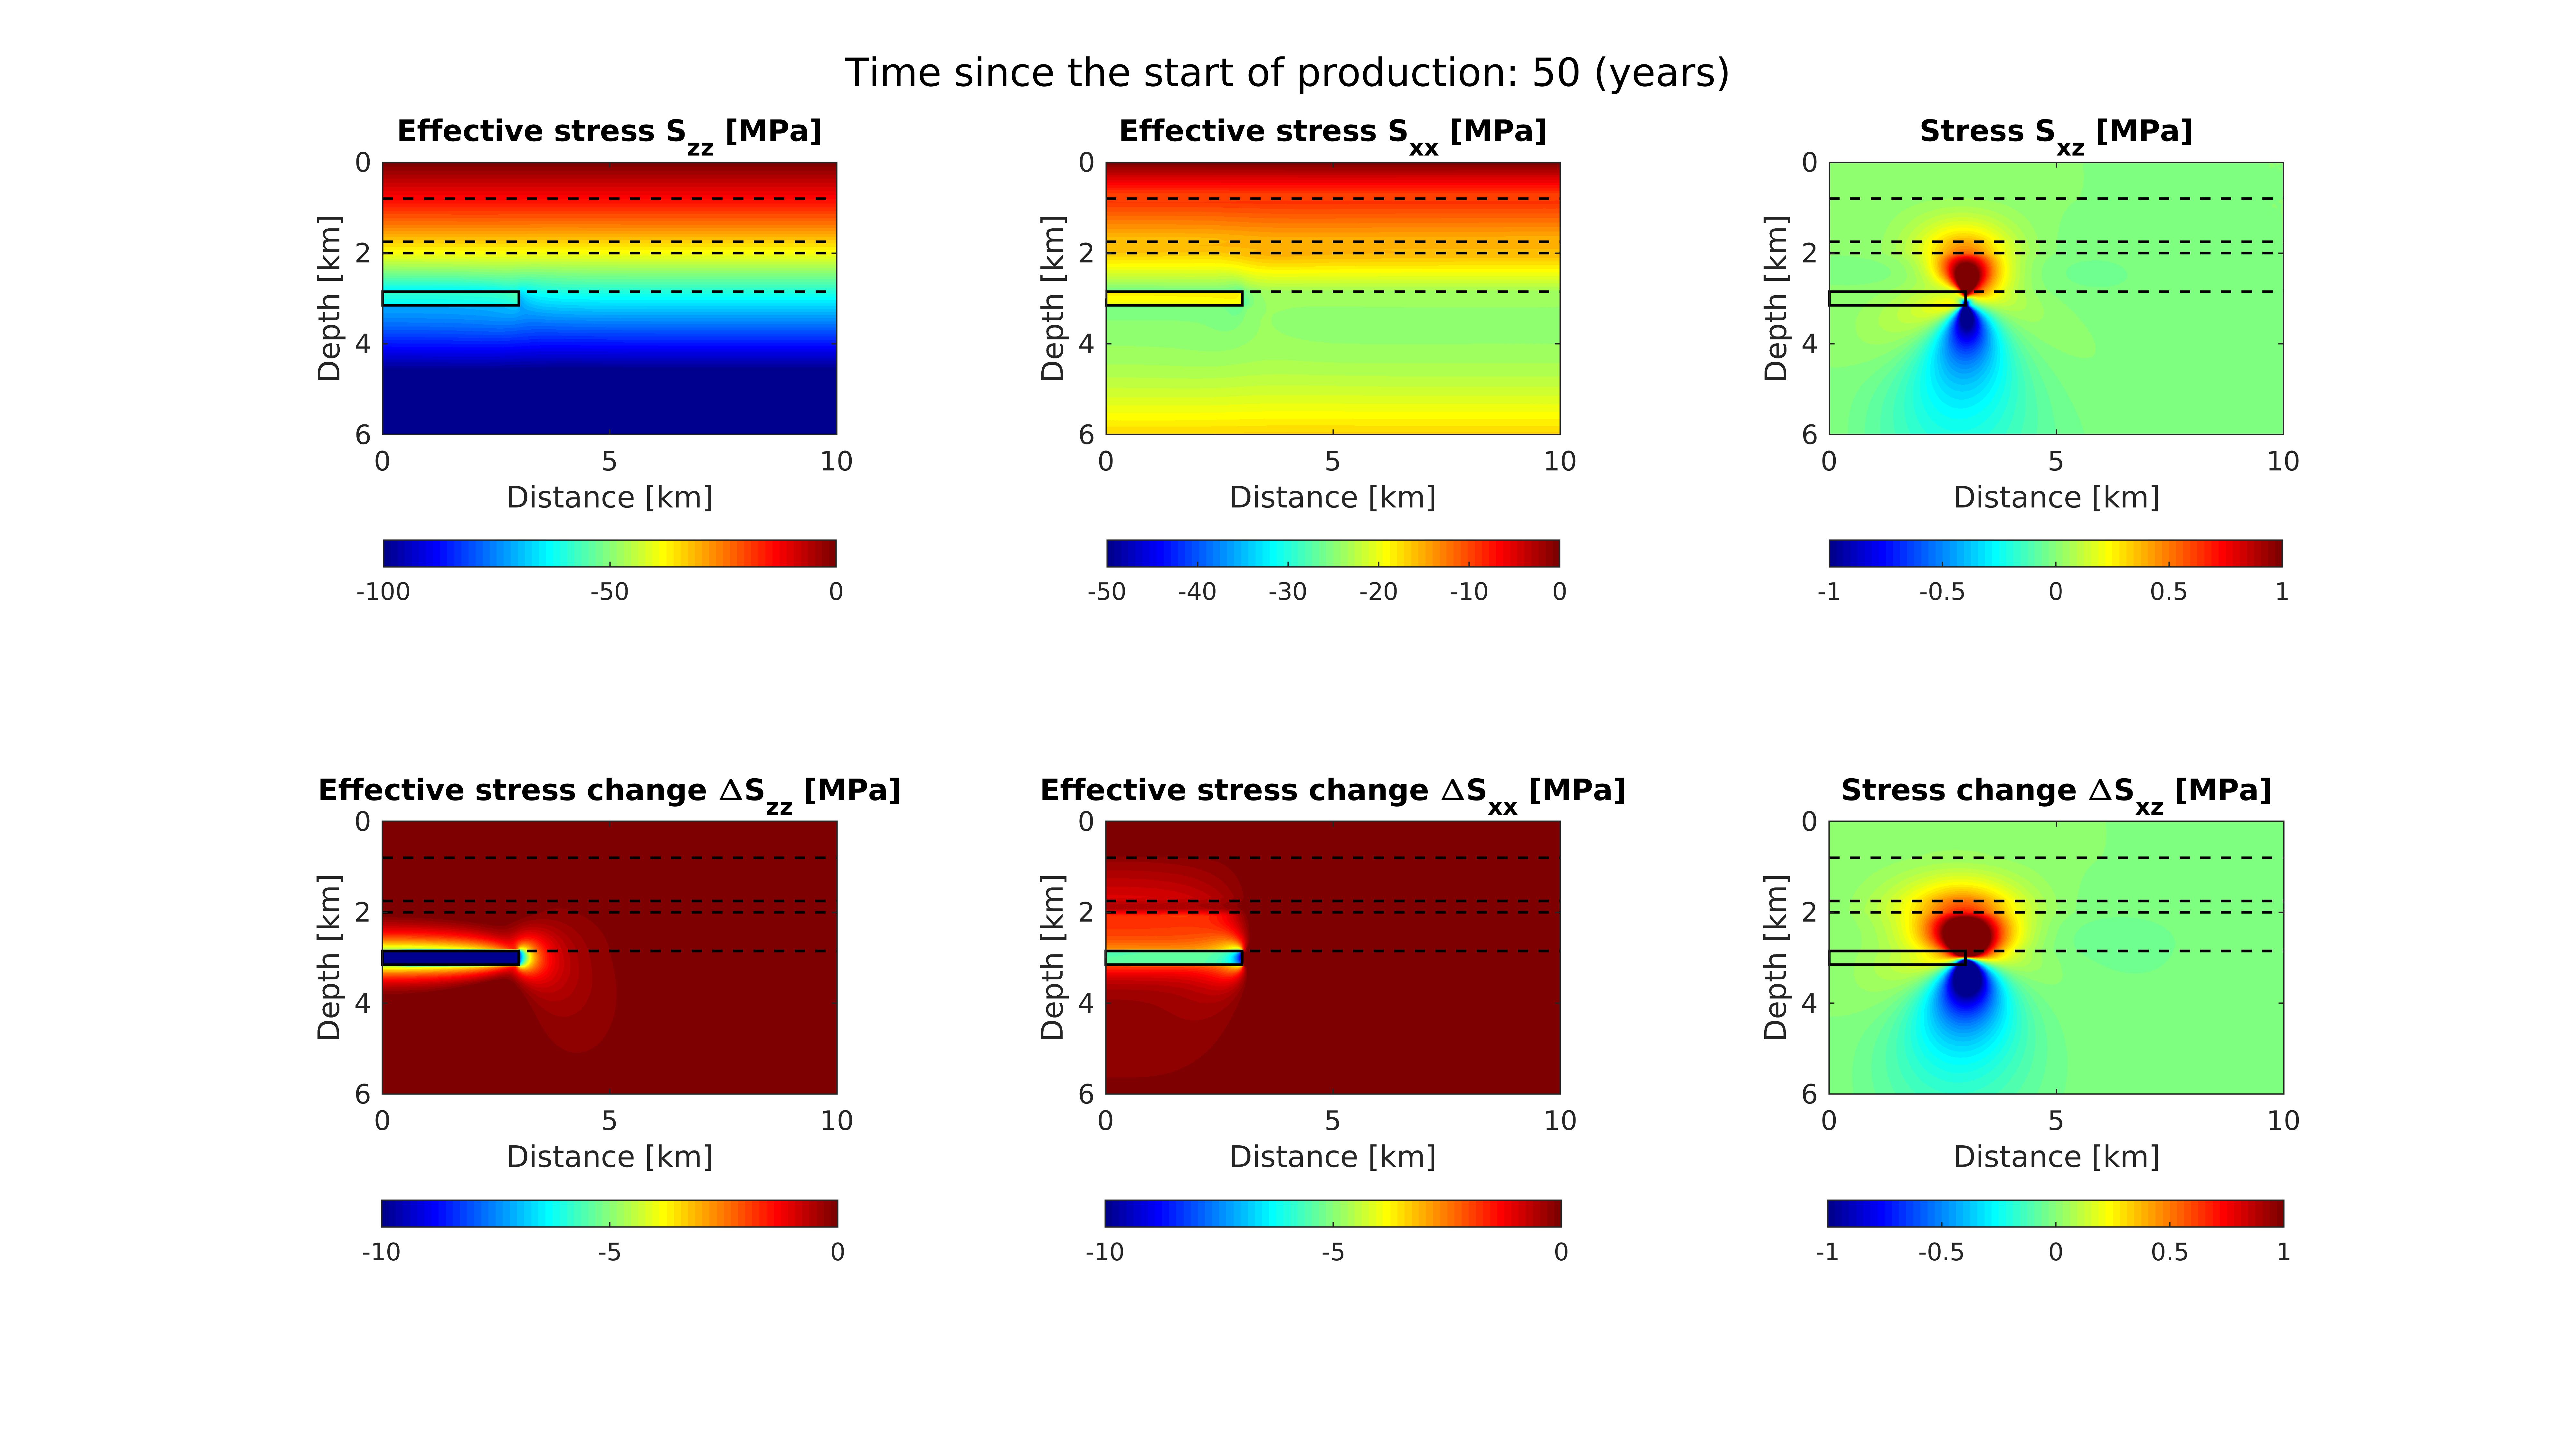 Time since the start of production: 50 (years)
Effective stress Szz [MPa]
0
2
4
6
Depth [km]
0 5 10
Distance [km]
-100 -50 0
Effective stress Sxx [MPa]
0
2
4
6
Depth [km]
0 5 10
Distance [km]
-50 -40 -30 -20 -10 0
Stress Sxz [MPa]
0
2
4
6
Depth [km]
0 5 10
Distance [km]
-1 -0.5 0 0.5 1
Effective stress change ΔSzz [MPa]
0
2
4
6
Depth [km]
0 5 10
Distance [km]
-10 -5 0
Effective stress change ΔSxx [MPa]
0
2
4
6
Depth [km]
0 5 10
Distance [km]
-10 -5 0
Stress change ΔSxz [MPa]
0
2
4
6
Depth [km]
0 5 10
Distance [km]
-1 -0.5 0 0.5 1